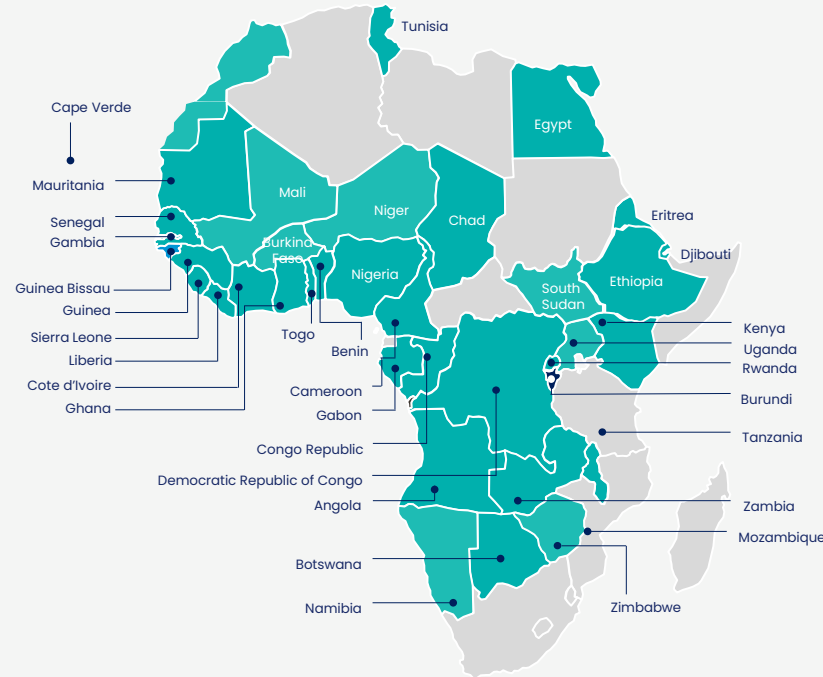 Tunisia
Cape Verde
Egypt
Mauritania
Mali
Niger
Senegal
Chad
Eritrea
Gambia
Burkina
Faso
Djibouti
Nigeria
Ethiopia
Guinea Bissau
South
Sudan
Guinea
Sierra Leone
Togo
Kenya
Benin
Uganda
Liberia
Rwanda
Cote d’Ivoire
Cameroon
Burundi
Ghana
Gabon
Tanzania
Congo Republic
Democratic Republic of Congo
Angola
Zambia
Mozambique
Botswana
Namibia
Zimbabwe